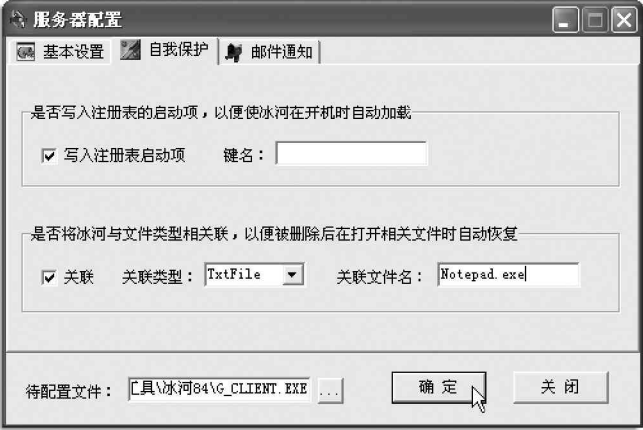 服务器配置
基本设置 自我保护 邮件通知
是否写入注册表的启动项，以便使冰河在开机时自动加载
写入注册表启动项 键名：
是否将冰河与文件类型相关联，以便被删除后在打开相关文件时自动恢复
关联 关联类型： TxtFile 关联文件名： Notepad.exe
待配置文件： 具\冰河84\G_CLIENT.EXE ... 确定 关闭